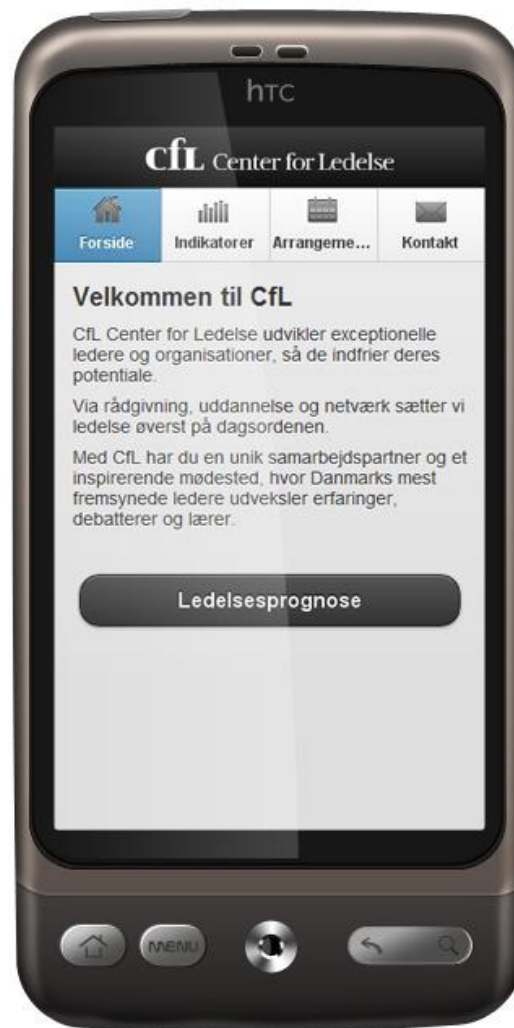 hTC
CfL Center for Ledelse
Forside
Indikatorer
Arrangeme...
Kontakt
Velkommen til CfL
CfL Center for Ledelse udvikler exceptionelle
ledere og organisationer, så de indfrier deres
potentiale.
Via rådgivning, uddannelse og netværk sætter vi
ledelse øverst på dagsordenen.
Med CfL har du en unik samarbejdspartner og et
inspirerende mødested, hvor Danmarks mest
fremsynede ledere udveksler erfaringer,
debatterer og lærer.
Ledelsesprognose
MENU